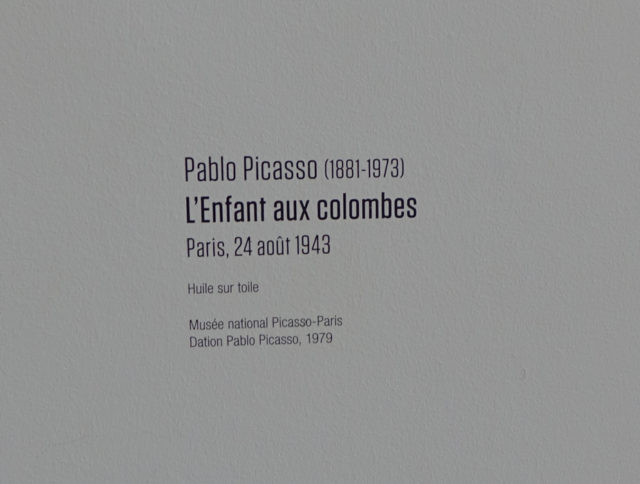 Pablo Picasso (1881-1973)
L'Enfant aux colombes
Paris, 24 août 1943
Huile sur toile
Musée national Picasso-Paris
Dation Pablo Picasso, 1979